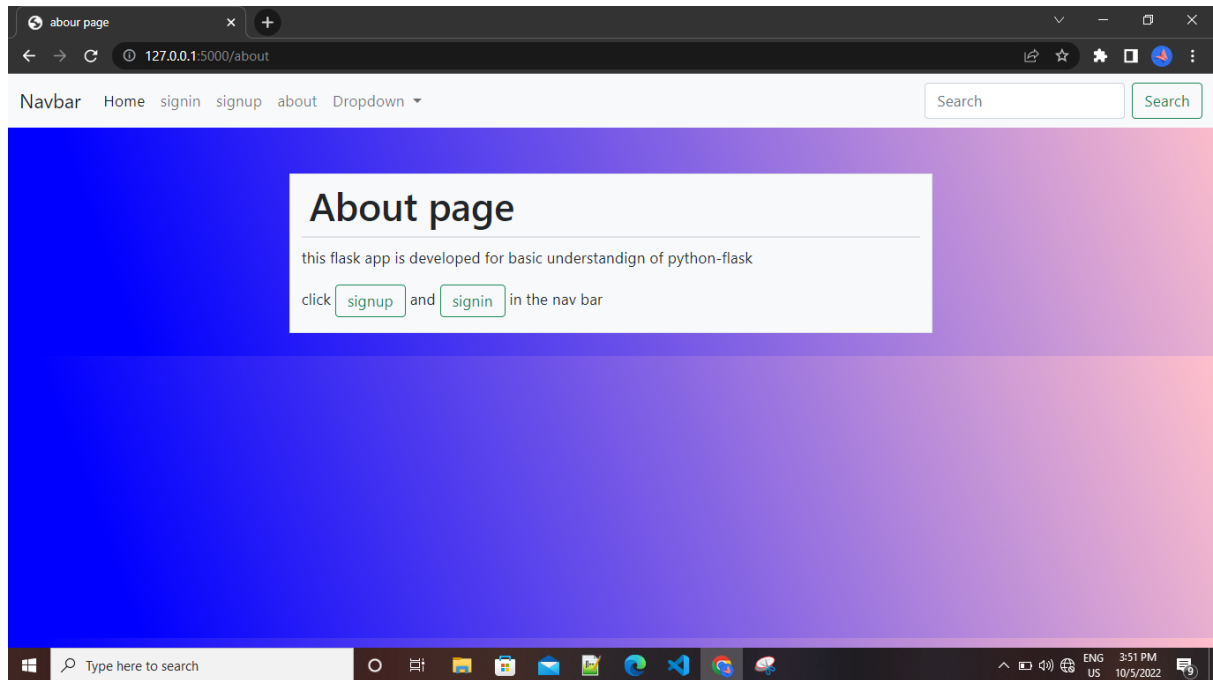 abour page
127.0.0.1:5000/about
Navbar Home signin signup about Dropdown Search Search
About page
this flask app is developed for basic understandign of python-flask
click signup and signin in the nav bar
Type here to search
ENG 3:51 PM
US 10/5/2022 9